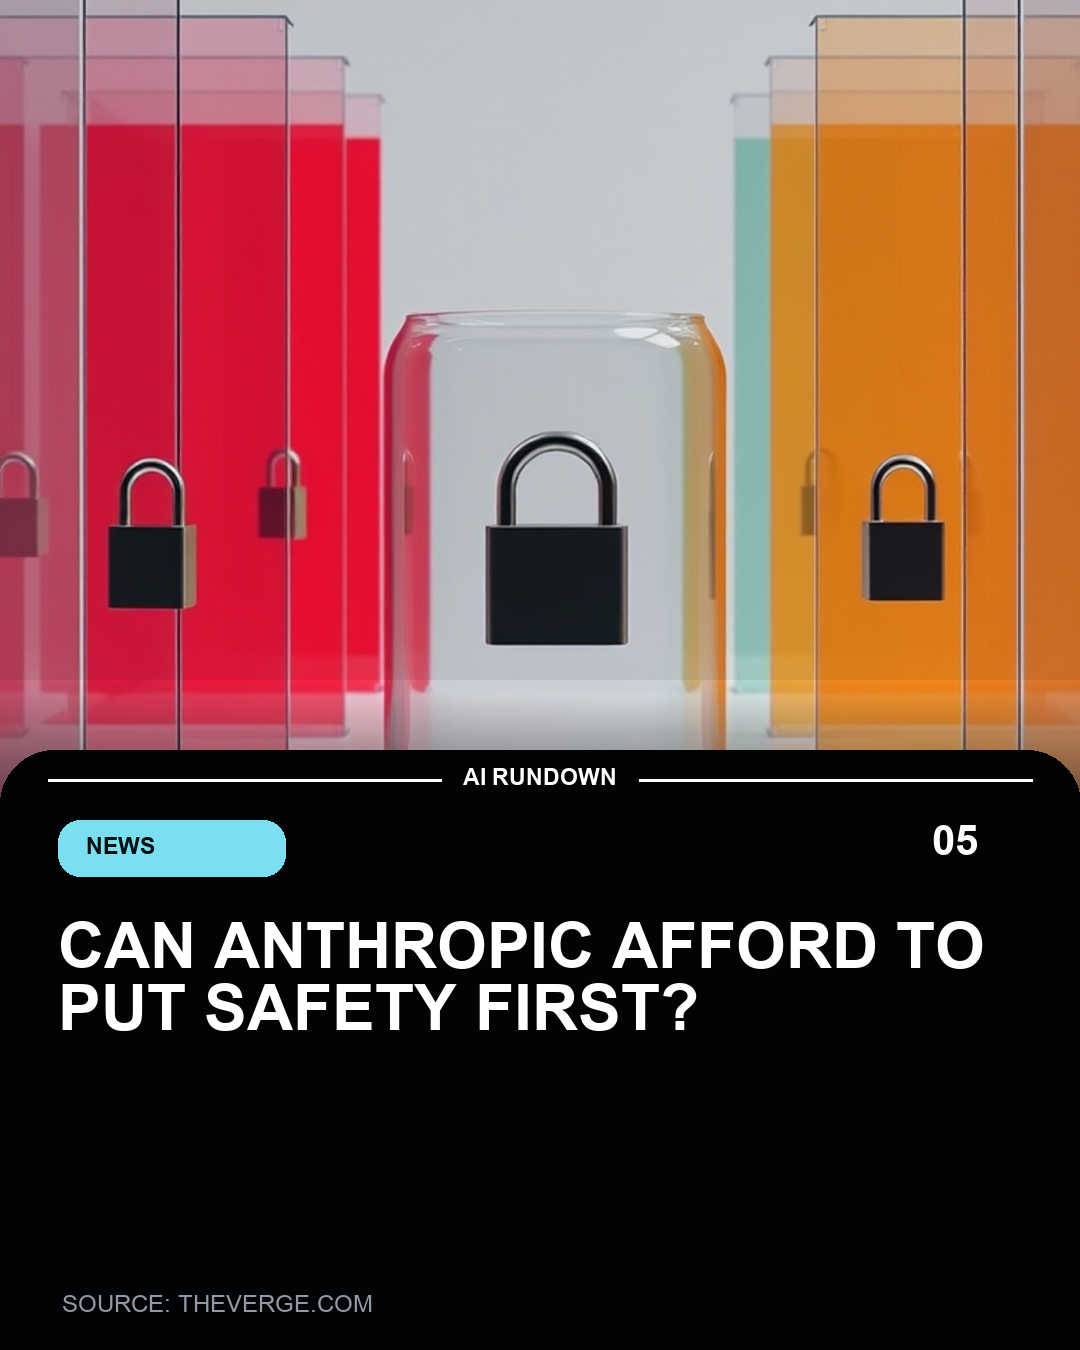 AI RUNDOWN
NEWS
05
CAN ANTHROPIC AFFORD TO
PUT SAFETY FIRST?
SOURCE: THEVERGE.COM